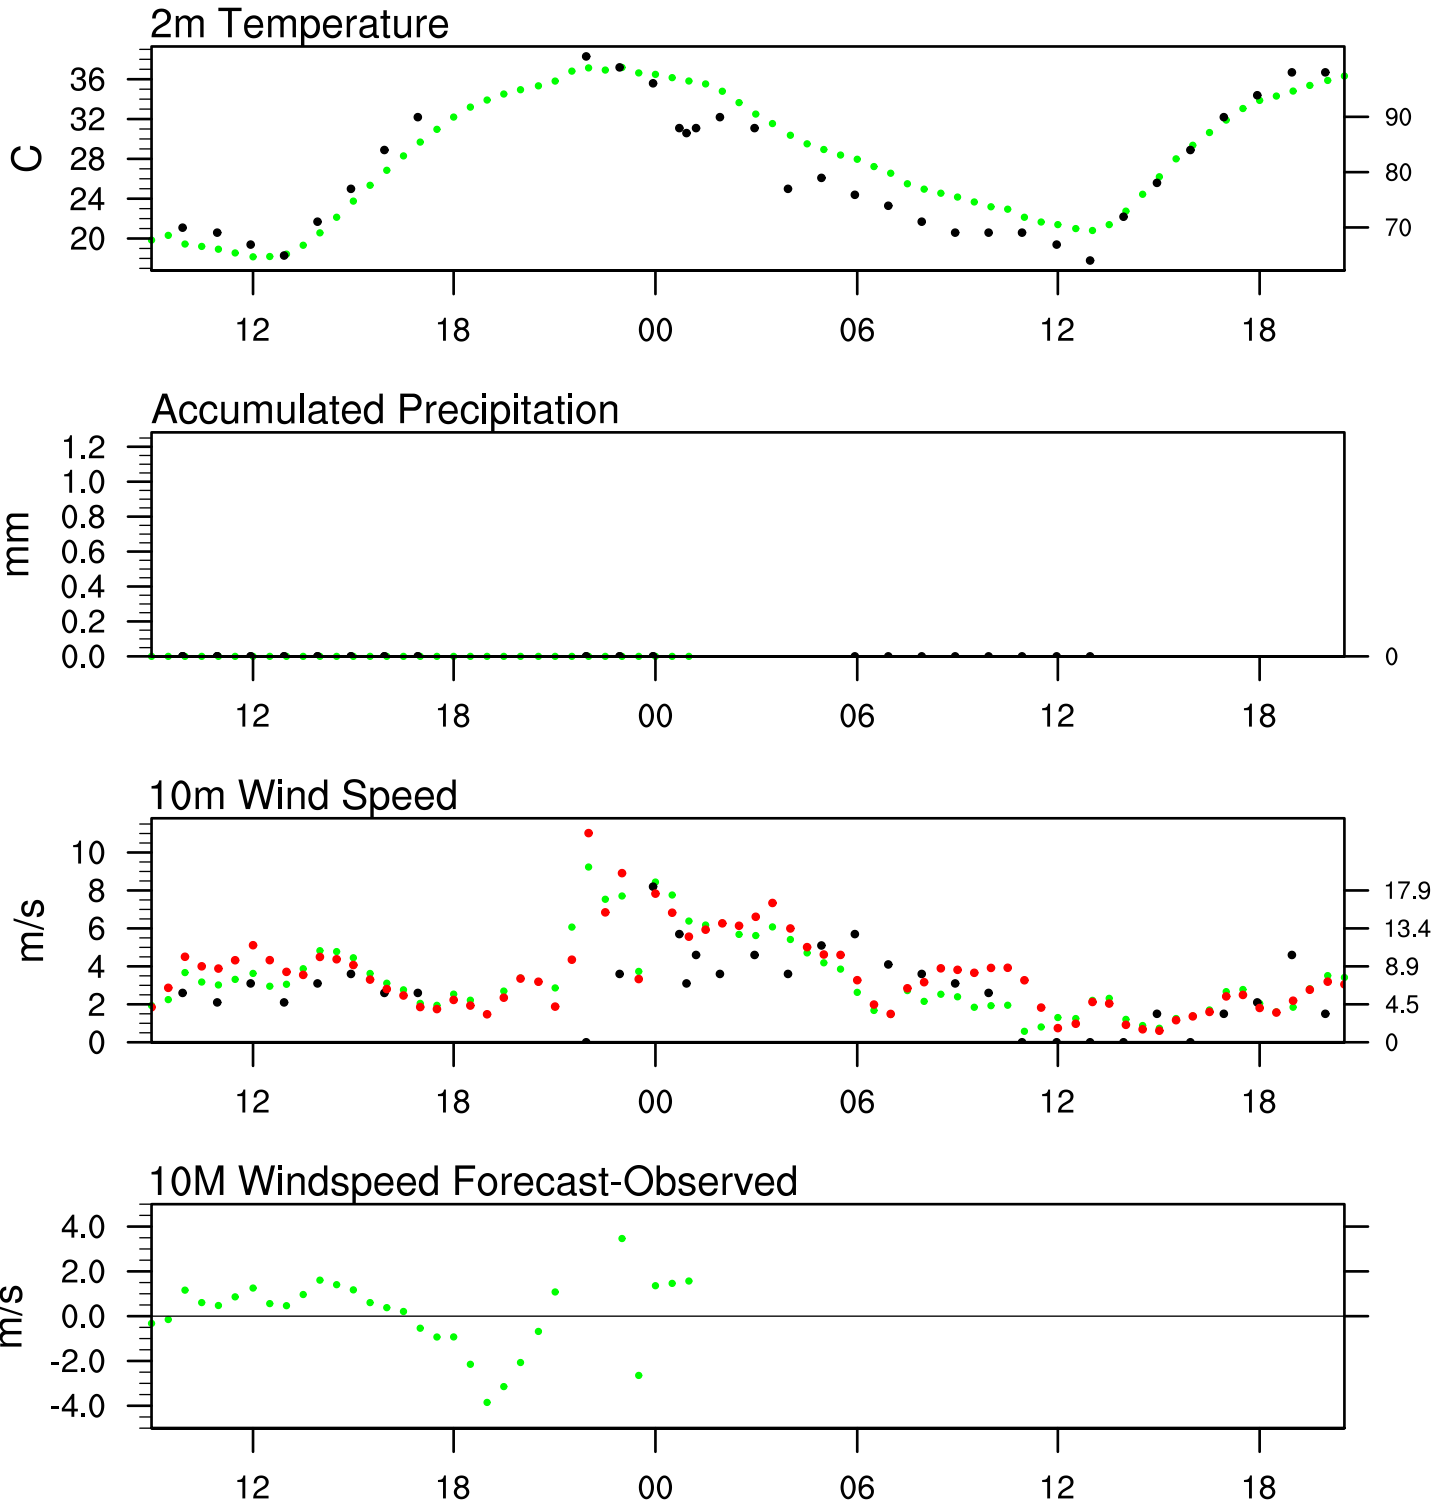 2m Temperature
36
32
28
24
20
C
90
80
70
12 18 00 06 12 18
Accumulated Precipitation
1.2
1.0
0.8
0.6
0.4
0.2
0.0
mm
0
12 18 00 06 12 18
10m Wind Speed
10
8
6
4
2
0
m/s
17.9
13.4
8.9
4.5
0
12 18 00 06 12 18
10M Windspeed Forecast-Observed
4.0
2.0
0.0
-2.0
-4.0
m/s
12 18 00 06 12 18